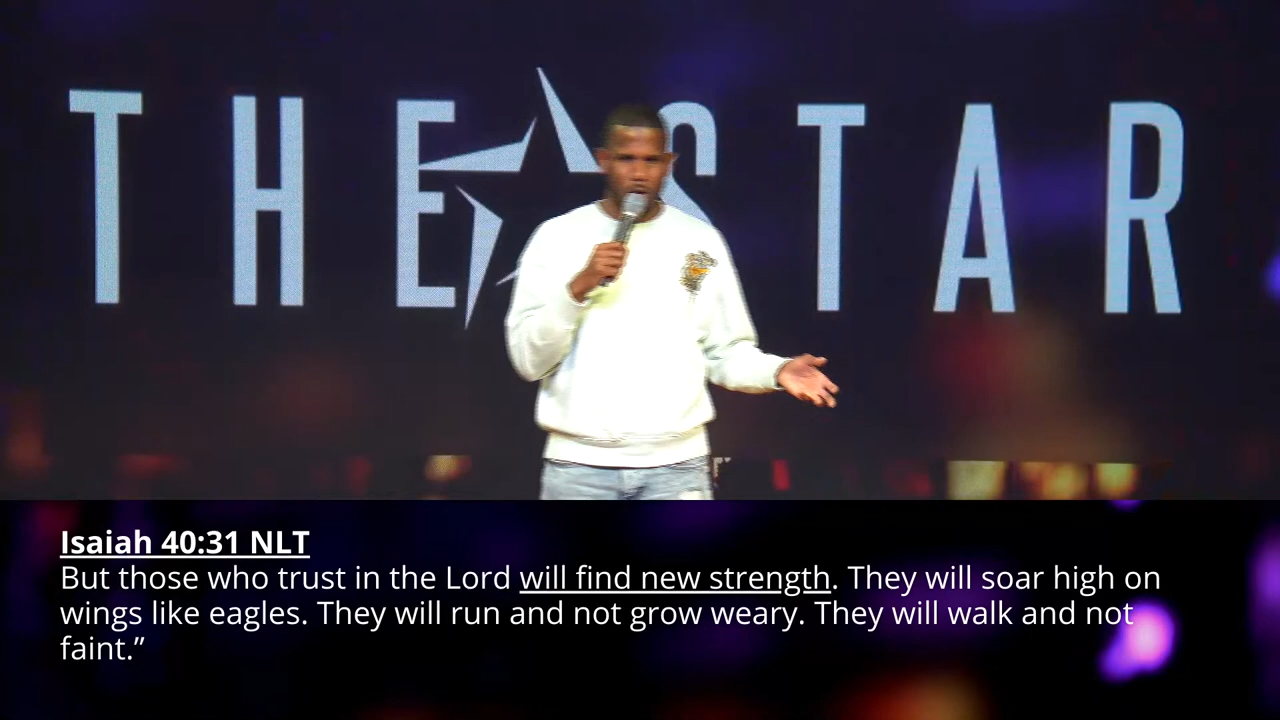 THE STAR
Isaiah 40:31 NLT
But those who trust in the Lord will find new strength. They will soar high on
wings like eagles. They will run and not grow weary. They will walk and not
faint.”